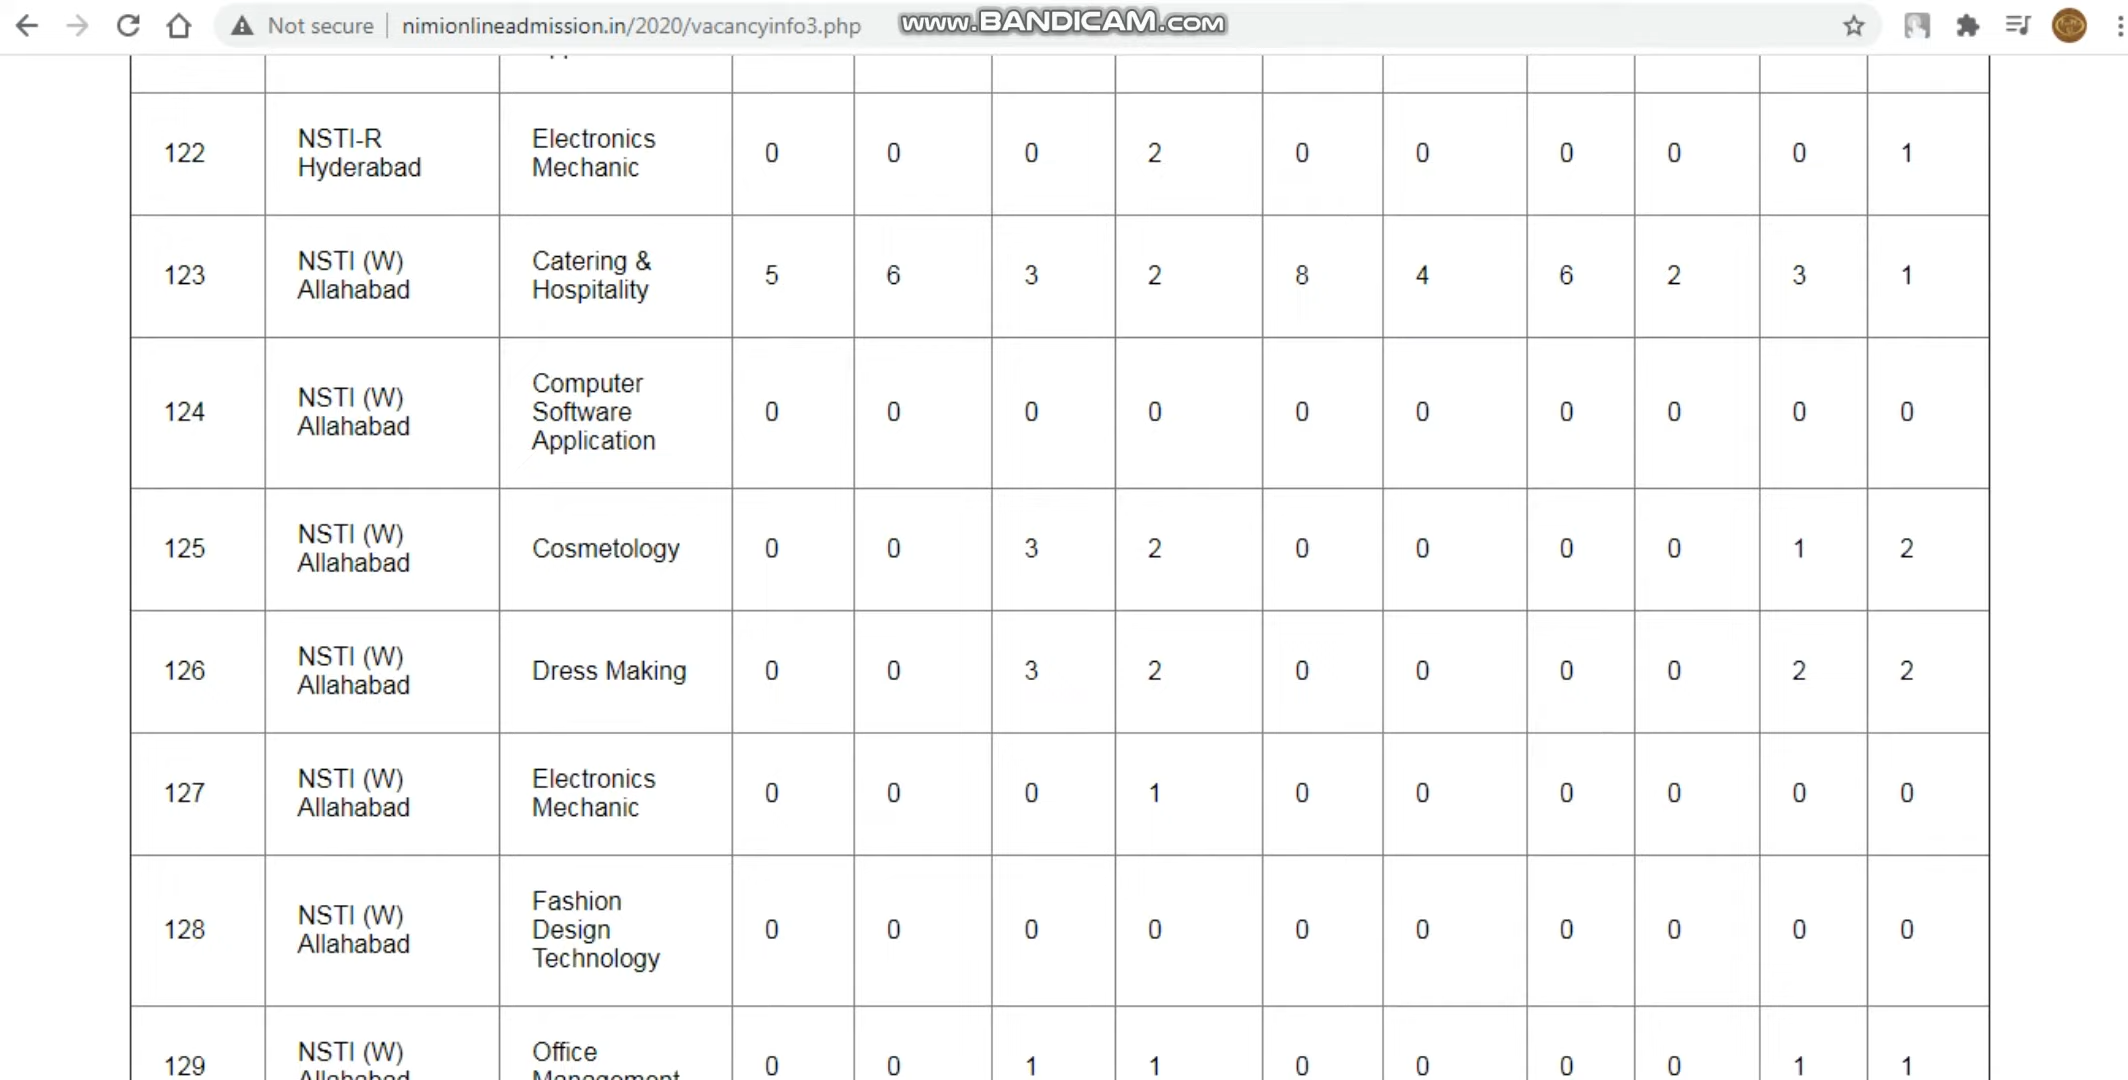 Not secure nimionlineadmission.in/2020/vacancyinfo3.php www.BANDICAM.com
122 NSTI-R Hyderabad Electronics Mechanic 0 0 0 2 0 0 0 0 0 1
123 NSTI (W) Allahabad Catering & Hospitality 5 6 3 2 8 4 6 2 3 1
124 NSTI (W) Allahabad Computer Software Application 0 0 0 0 0 0 0 0 0 0
125 NSTI (W) Allahabad Cosmetology 0 0 3 2 0 0 0 0 1 2
126 NSTI (W) Allahabad Dress Making 0 0 3 2 0 0 0 0 2 2
127 NSTI (W) Allahabad Electronics Mechanic 0 0 0 1 0 0 0 0 0 0
128 NSTI (W) Allahabad Fashion Design Technology 0 0 0 0 0 0 0 0 0 0
129 NSTI (W) Allahabad Office Management 0 0 1 1 0 0 0 0 1 1